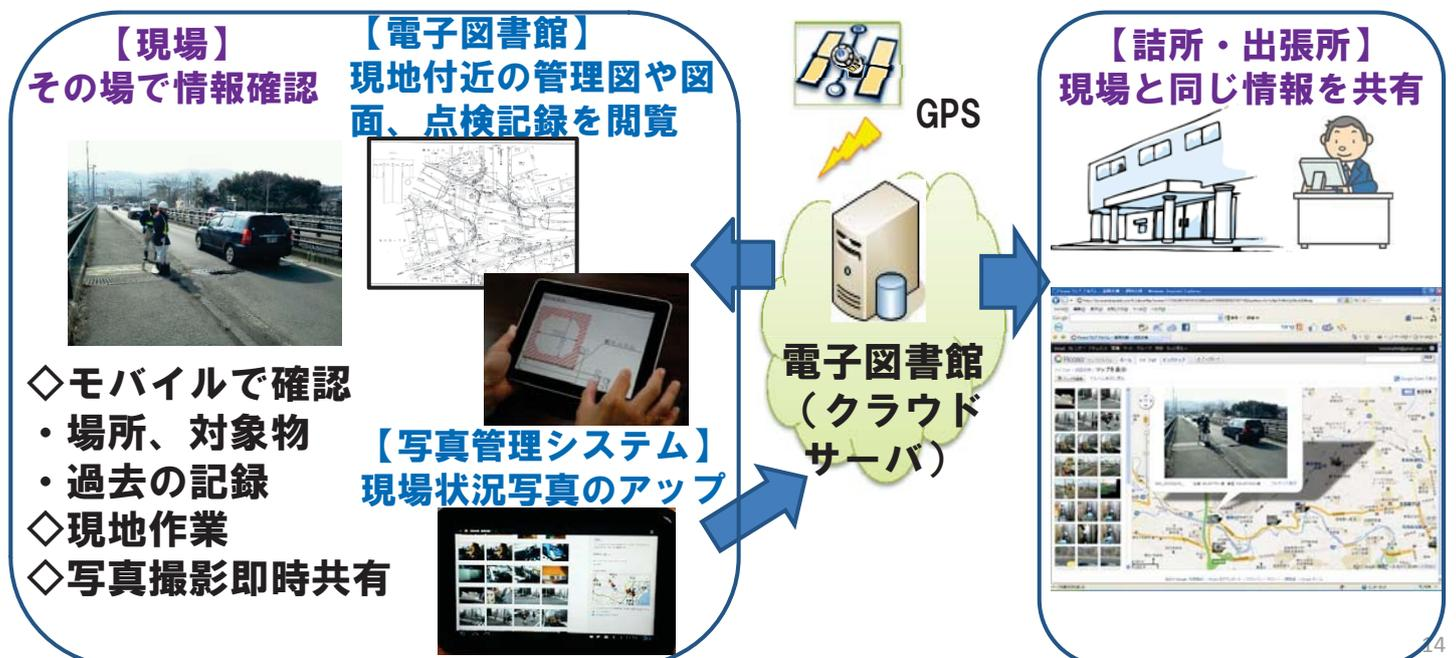 【現場】
その場で情報確認
【電子図書館】
現地付近の管理図や図
面、点検記録を閲覧
◇モバイルで確認
・場所、対象物
・過去の記録
◇現地作業
◇写真撮影即時共有
【写真管理システム】
現場状況写真のアップ
GPS
電子図書館
（クラウド
サーバ）
【詰所・出張所】
現場と同じ情報を共有
14